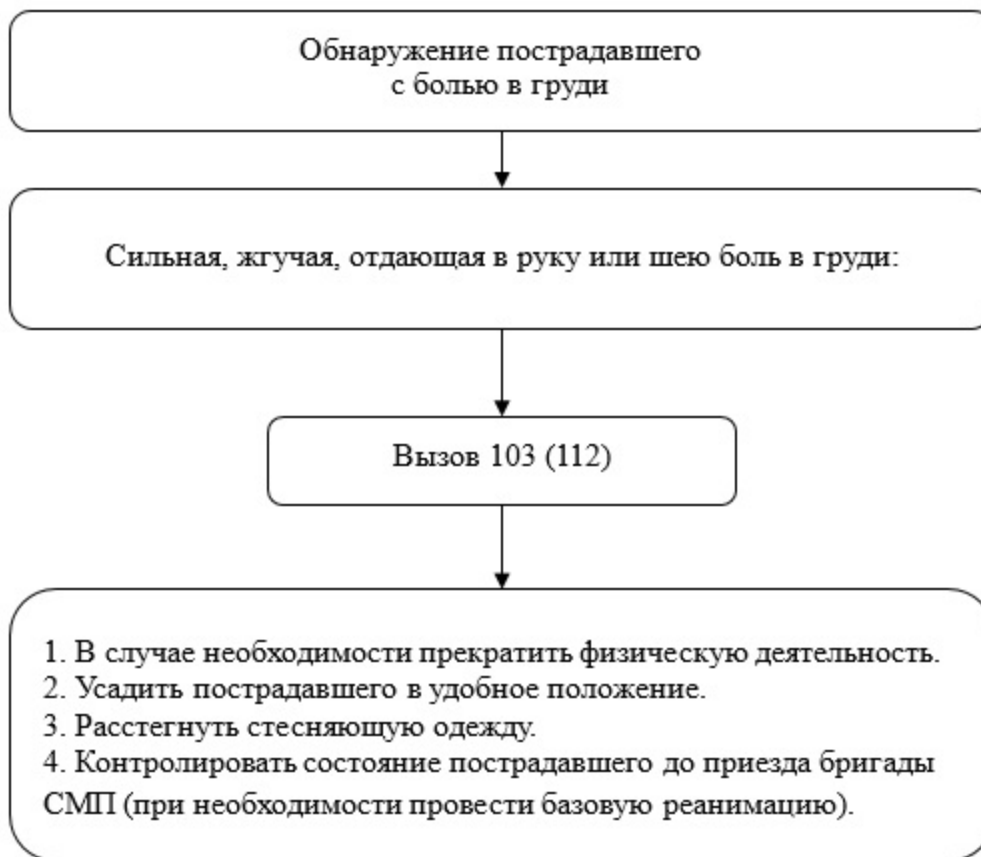 Обнаружение пострадавшего
с болью в груди
Сильная, жгучая, отдающая в руку или шею боль в груди:
Вызов 103 (112)
1. В случае необходимости прекратить физическую деятельность.
2. Усадить пострадавшего в удобное положение.
3. Расстегнуть стесняющую одежду.
4. Контролировать состояние пострадавшего до приезда бригады
СМП (при необходимости провести базовую реанимацию).